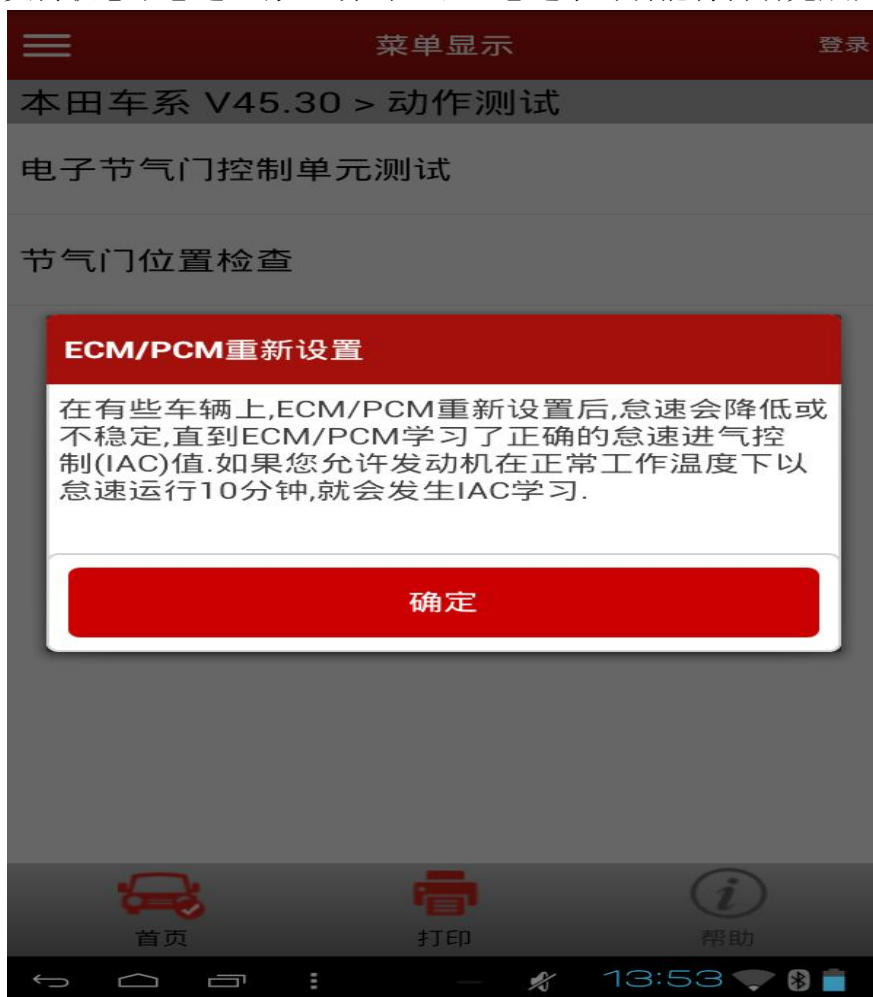 菜单显示
登录
本田车系 V45.30 > 动作测试
电子节气门控制单元测试
节气门位置检查
ECM/PCM重新设置
在有些车辆上,ECM/PCM重新设置后,怠速会降低或
不稳定,直到ECM/PCM学习了正确的怠速进气控
制(IAC)值.如果您允许发动机在正常工作温度下以
怠速运行10分钟,就会发生IAC学习.
确定
首页
打印
帮助
13:53